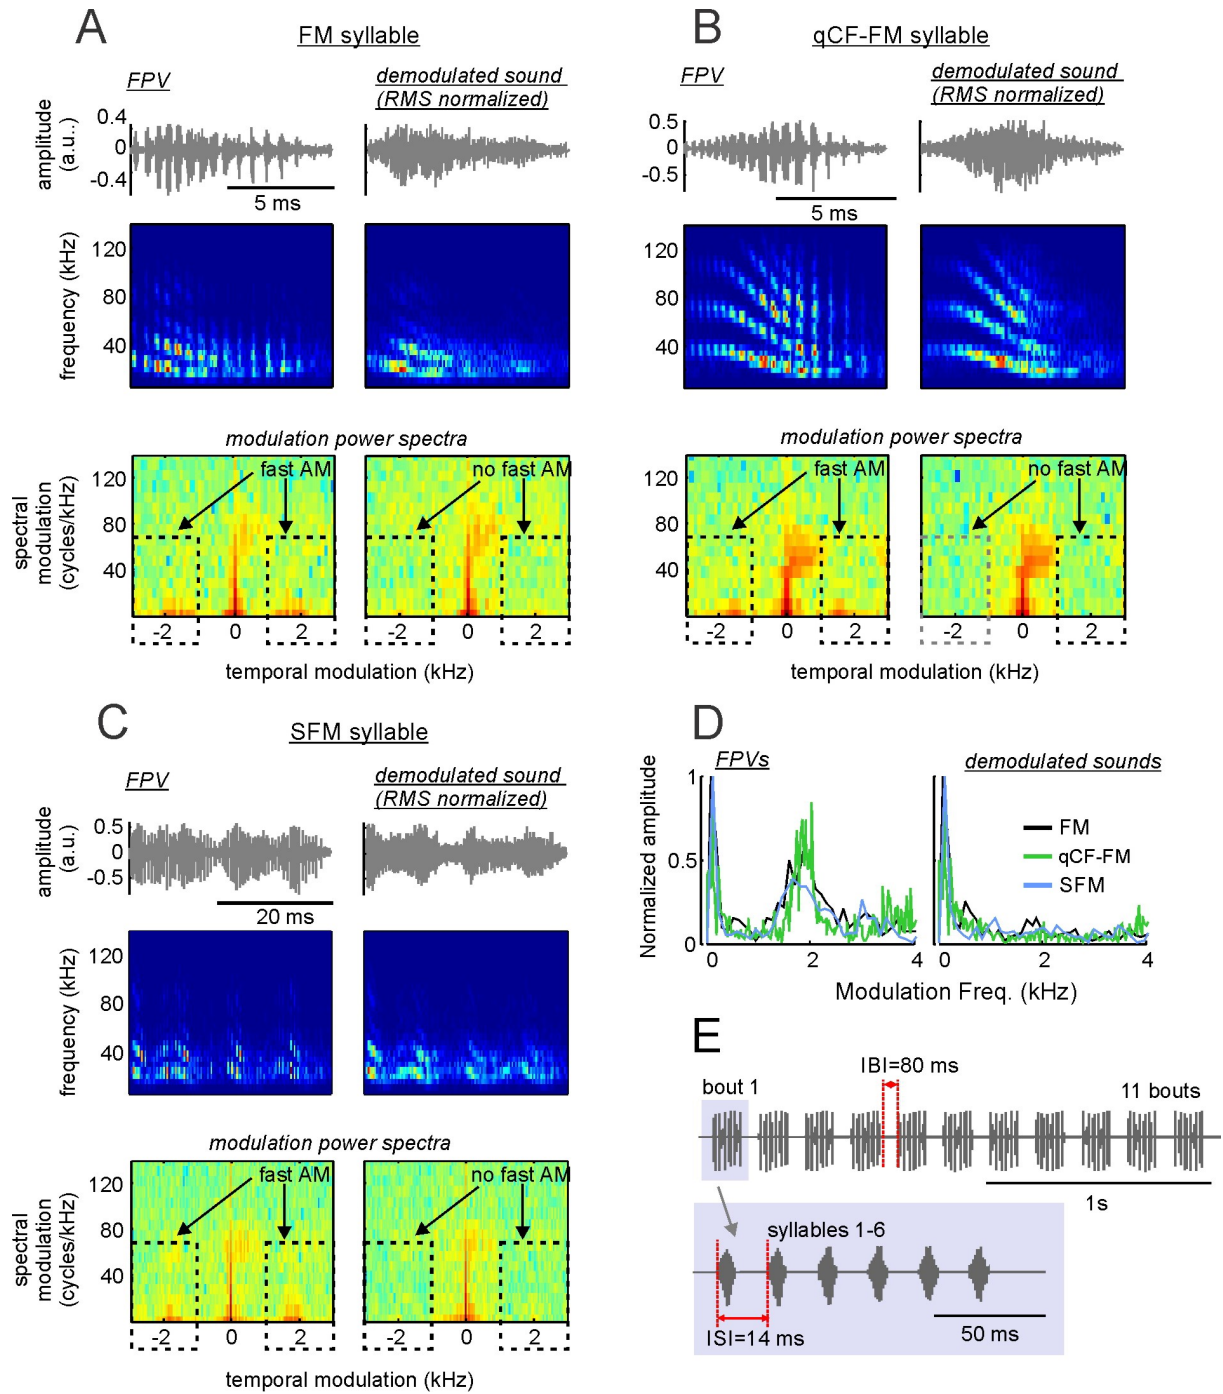 A
FM syllable
FPV
demodulated sound
(RMS normalized)
amplitude
(a.u..)
0.4
0
-0.4
5 ms
frequency (kHz)
120
80
40
modulation power spectra
fast AM
no fast AM
spectral
modulation
(cycles/kHz)
120
80
40
-2
0
2
-2
0
2
temporal modulation (kHz)
B
qCF-FM syllable
FPV
demodulated sound
(RMS normalized)
0.5
0
-0.5
5 ms
120
80
40
modulation power spectra
fast AM
no fast AM
120
80
40
-2
0
2
-2
0
2
temporal modulation (kHz)
C
SFM syllable
FPV
demodulated sound
(RMS normalized)
amplitude
(a.u.)
0.5
0
-0.5
20 ms
frequency (kHz)
120
80
40
modulation power spectra
fast AM
no fast AM
spectral
modulation
(cycles/kHz)
120
80
40
-2
0
2
-2
0
2
temporal modulation (kHz)
D
FPVs
demodulated sounds
Normalized amplitude
1
0.5
0
FM
qCF-FM
SFM
0
2
4
0
2
4
Modulation Freq. (kHz)
E
IBI=80 ms
bout 1
11 bouts
1s
syllables 1-6
ISI=14 ms
50 ms